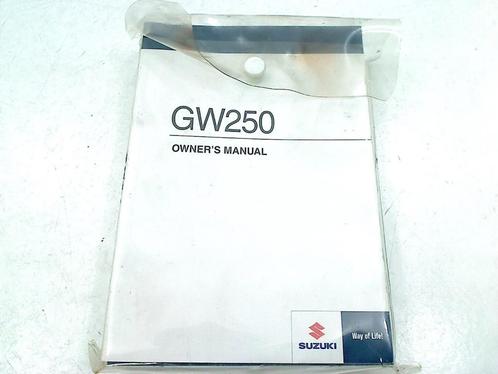 GW250
OWNER'S MANUAL
SUZUKI
Way of Life!